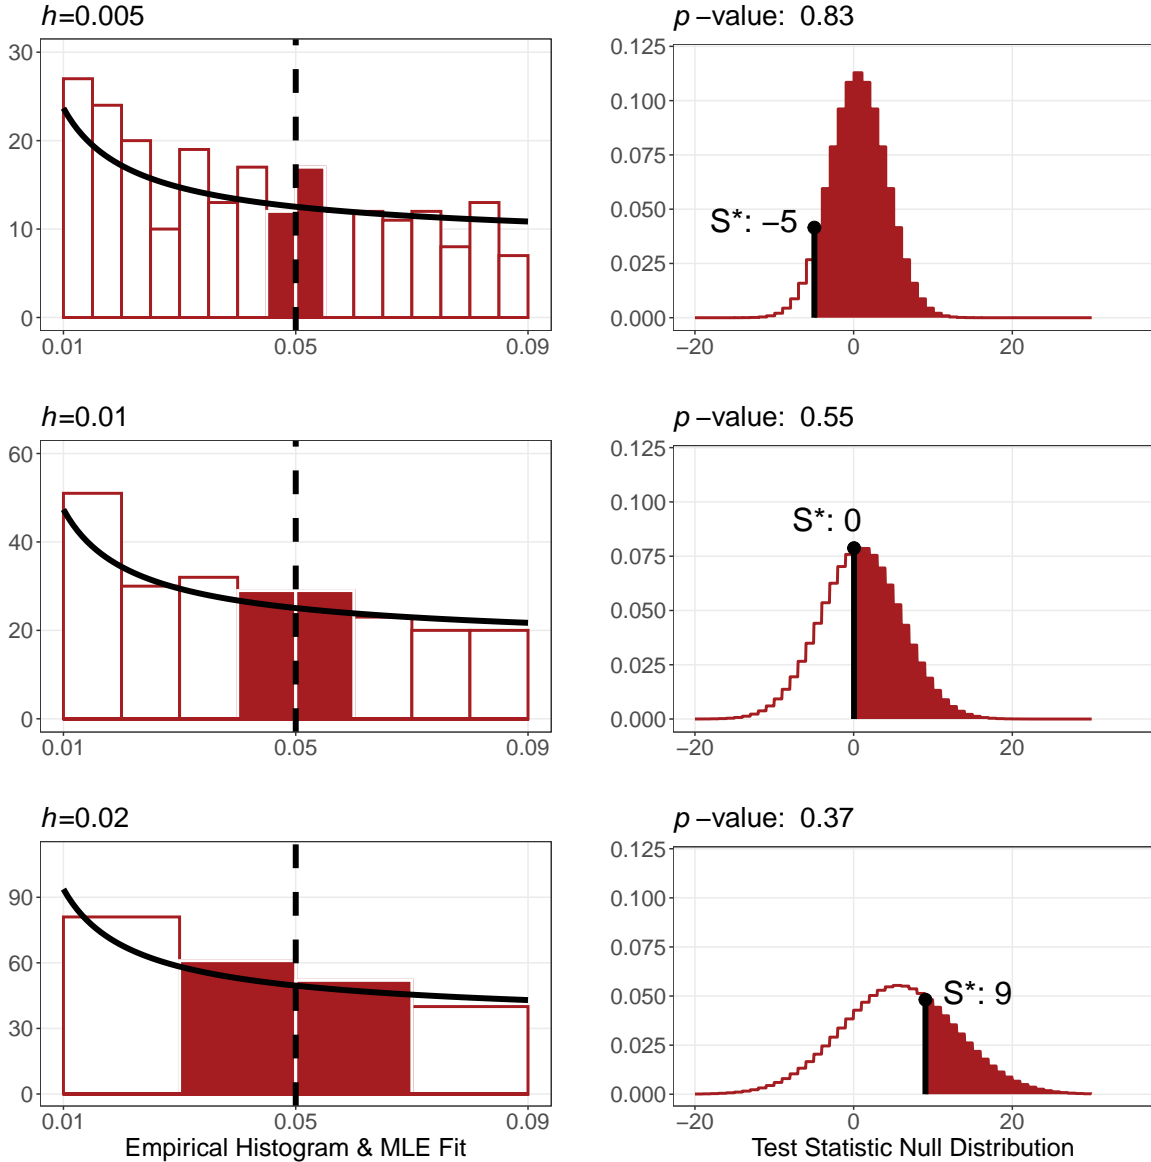 h=0.005
30
20
10
0
0.01 0.05 0.09
p −value: 0.83
0.125
0.100
0.075
0.050
0.025
0.000
S*: −5
−20 0 20
h=0.01
60
40
20
0
0.01 0.05 0.09
p −value: 0.55
0.125
0.100
0.075
0.050
0.025
0.000
S*: 0
−20 0 20
h=0.02
90
60
30
0
0.01 0.05 0.09
Empirical Histogram & MLE Fit
p −value: 0.37
0.125
0.100
0.075
0.050
0.025
0.000
S*: 9
−20 0 20
Test Statistic Null Distribution